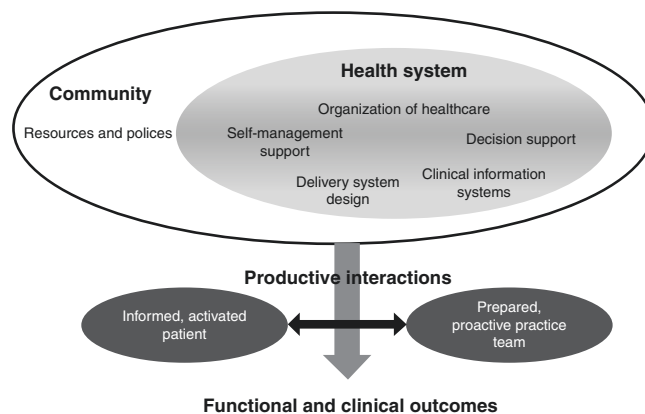 Health system
Community
Organization of healthcare
Resources and polices
Self-management
support
Decision support
Delivery system
design
Clinical information
systems
Productive interactions
Informed, activated
patient
Prepared,
proactive practice
team
Functional and clinical outcomes